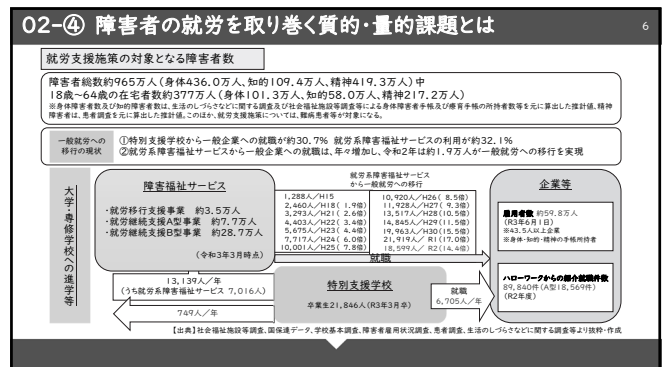 02-④ 障害者の就労を取り巻く質的・量的課題とは
6
就労支援施策の対象となる障害者数
障害者総数約965万人(身体436.0万人、知的109.4万人、精神419.3万人)中
18歳～64歳の在宅者数約377万人(身体101.3万人、知的58.0万人、精神217.2万人)
※身体障害者数及び知的障害者数は、生活のしづらさなどに関する調査及び社会福祉施設等調査等による身体障害者手帳及び療育手帳の所持者数等を元に算出した推計値、精神
障害者は、患者調査を元に算出した推計値。このほか、就労支援施策については、難病患者等が対象になる。
一般就労への
移行の現状
①特別支援学校から一般企業への就職が約30.7% 就労系障害福祉サービスの利用が約32.1%
②就労系障害福祉サービスから一般企業への就職は、年々増加し、令和2年は約1.9万人が一般就労への移行を実現
大学・専修学校への進学等
障害福祉サービス
・就労移行支援事業 約3.5万人
・就労継続支援A型事業 約7.7万人
・就労継続支援B型事業 約28.7万人
(令和3年3月時点)
就労系障害福祉サービス
から一般就労への移行
1,288人/H15
2,460人/H18(1.9倍)
3,293人/H21(2.6倍)
4,403人/H22(3.4倍)
5,675人/H23(4.4倍)
7,717人/H24(6.0倍)
10,001人/H25(7.8倍)
10,920人/H26(8.5倍)
11,928人/H27(9.3倍)
13,517人/H28(10.5倍)
14,845人/H29(11.5倍)
19,963人/H30(15.5倍)
21,919人/R1(17.0倍)
18,599人/R2(14.4倍)
就職
企業等
雇用者数 約59.8万人
(R3年6月1日)
※43.5人以上企業
※身体・知的・精神の手帳所持者
ハローワークからの紹介就職件数
89,840件(A型18,569件)
(R2年度)
13,139人/年
(うち就労系障害福祉サービス 7,016人)
749人/年
特別支援学校
卒業生21,846人(R3年3月卒)
就職
6,705人/年
【出典】社会福祉施設等調査、国保連データ、学校基本調査、障害者雇用状況調査、患者調査、生活のしづらさなどに関する調査等より抜粋・作成